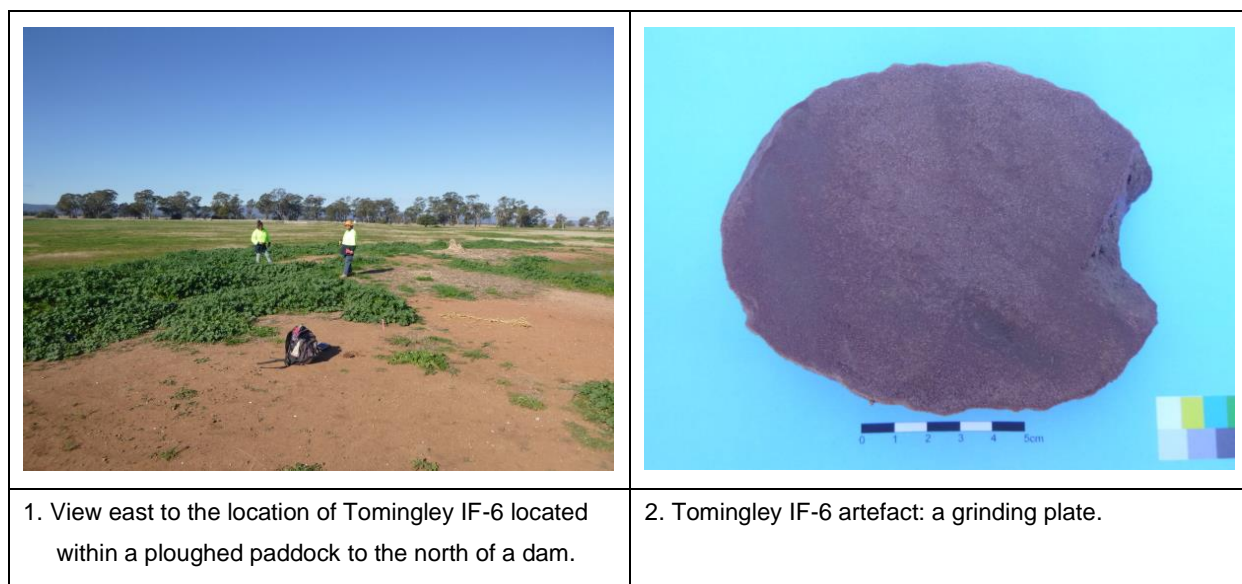 0 1 2 3 4 5cm
1. View east to the location of Tomingley IF-6 located
within a ploughed paddock to the north of a dam.
2. Tomingley IF-6 artefact: a grinding plate.